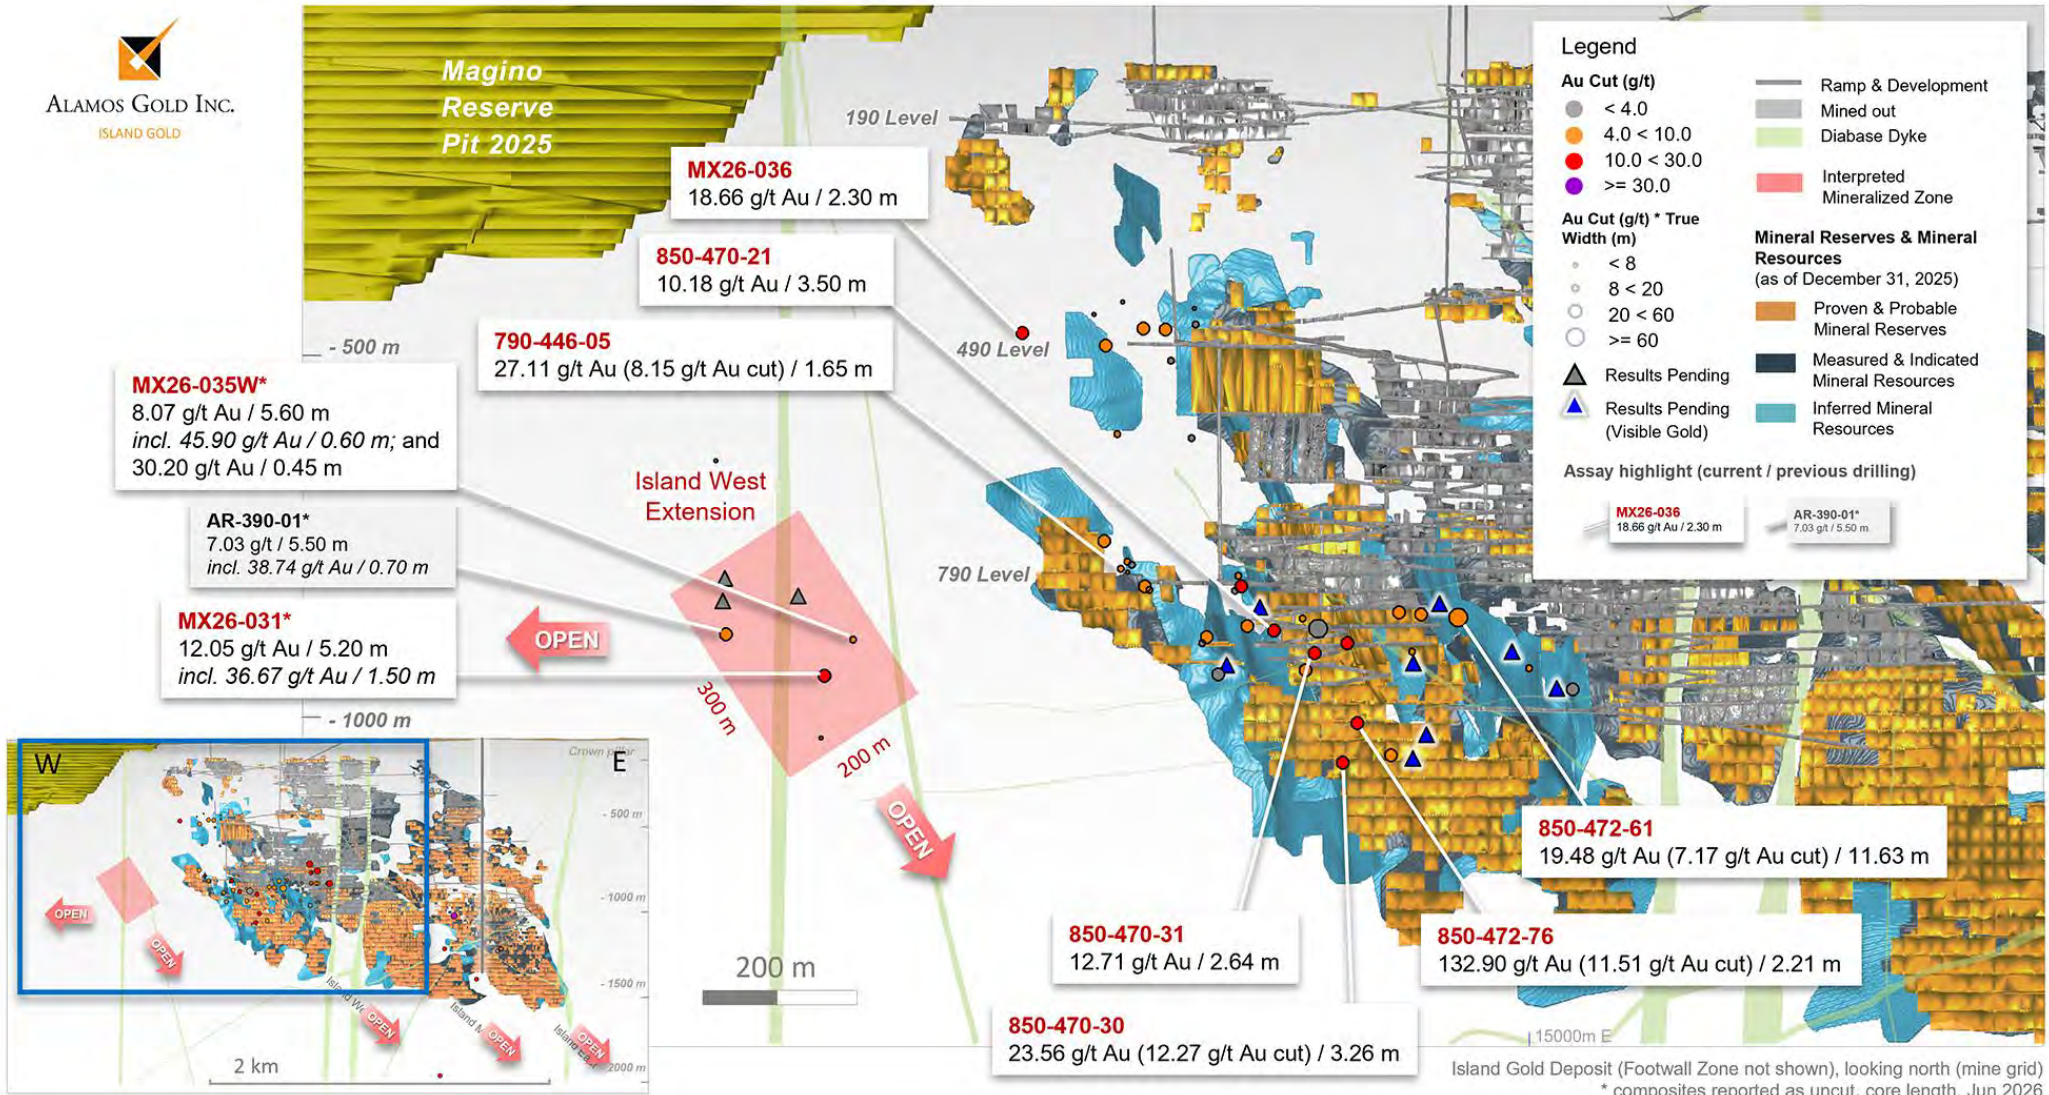 ALAMOS GOLD INC.
ISLAND GOLD
Magino
Reserve
Pit 2025
190 Level
MX26-036
18.66 g/t Au / 2.30 m
850-470-21
10.18 g/t Au / 3.50 m
790-446-05
27.11 g/t Au (8.15 g/t Au cut) / 1.65 m
490 Level
- 500 m
MX26-035W*
8.07 g/t Au / 5.60 m
incl. 45.90 g/t Au / 0.60 m; and
30.20 g/t Au / 0.45 m
AR-390-01*
7.03 g/t / 5.50 m
incl. 38.74 g/t Au / 0.70 m
MX26-031*
12.05 g/t Au / 5.20 m
incl. 36.67 g/t Au / 1.50 m
Island West
Extension
790 Level
OPEN
300 m
200 m
OPEN
- 1000 m
Legend
Au Cut (g/t)
< 4.0
4.0 < 10.0
10.0 < 30.0
>= 30.0
Au Cut (g/t) * True
Width (m)
< 8
8 < 20
20 < 60
>= 60
Results Pending
Results Pending
(Visible Gold)
Ramp & Development
Mined out
Diabase Dyke
Interpreted
Mineralized Zone
Mineral Reserves & Mineral
Resources
(as of December 31, 2025)
Proven & Probable
Mineral Reserves
Measured & Indicated
Mineral Resources
Inferred Mineral
Resources
Assay highlight (current / previous drilling)
MX26-036
18.66 g/t Au / 2.30 m
AR-390-01*
7.03 g/t / 5.50 m
850-472-61
19.48 g/t Au (7.17 g/t Au cut) / 11.63 m
850-470-31
12.71 g/t Au / 2.64 m
850-472-76
132.90 g/t Au (11.51 g/t Au cut) / 2.21 m
850-470-30
23.56 g/t Au (12.27 g/t Au cut) / 3.26 m
200 m
15000m E
W
E
Crown pillar
- 500 m
- 1000 m
- 1500 m
- 2000 m
OPEN
OPEN
Island
OPEN
Island
OPEN
Island
OPEN
2 km
Island Gold Deposit (Footwall Zone not shown), looking north (mine grid)
* composites reported as uncut, core length. Jun 2026